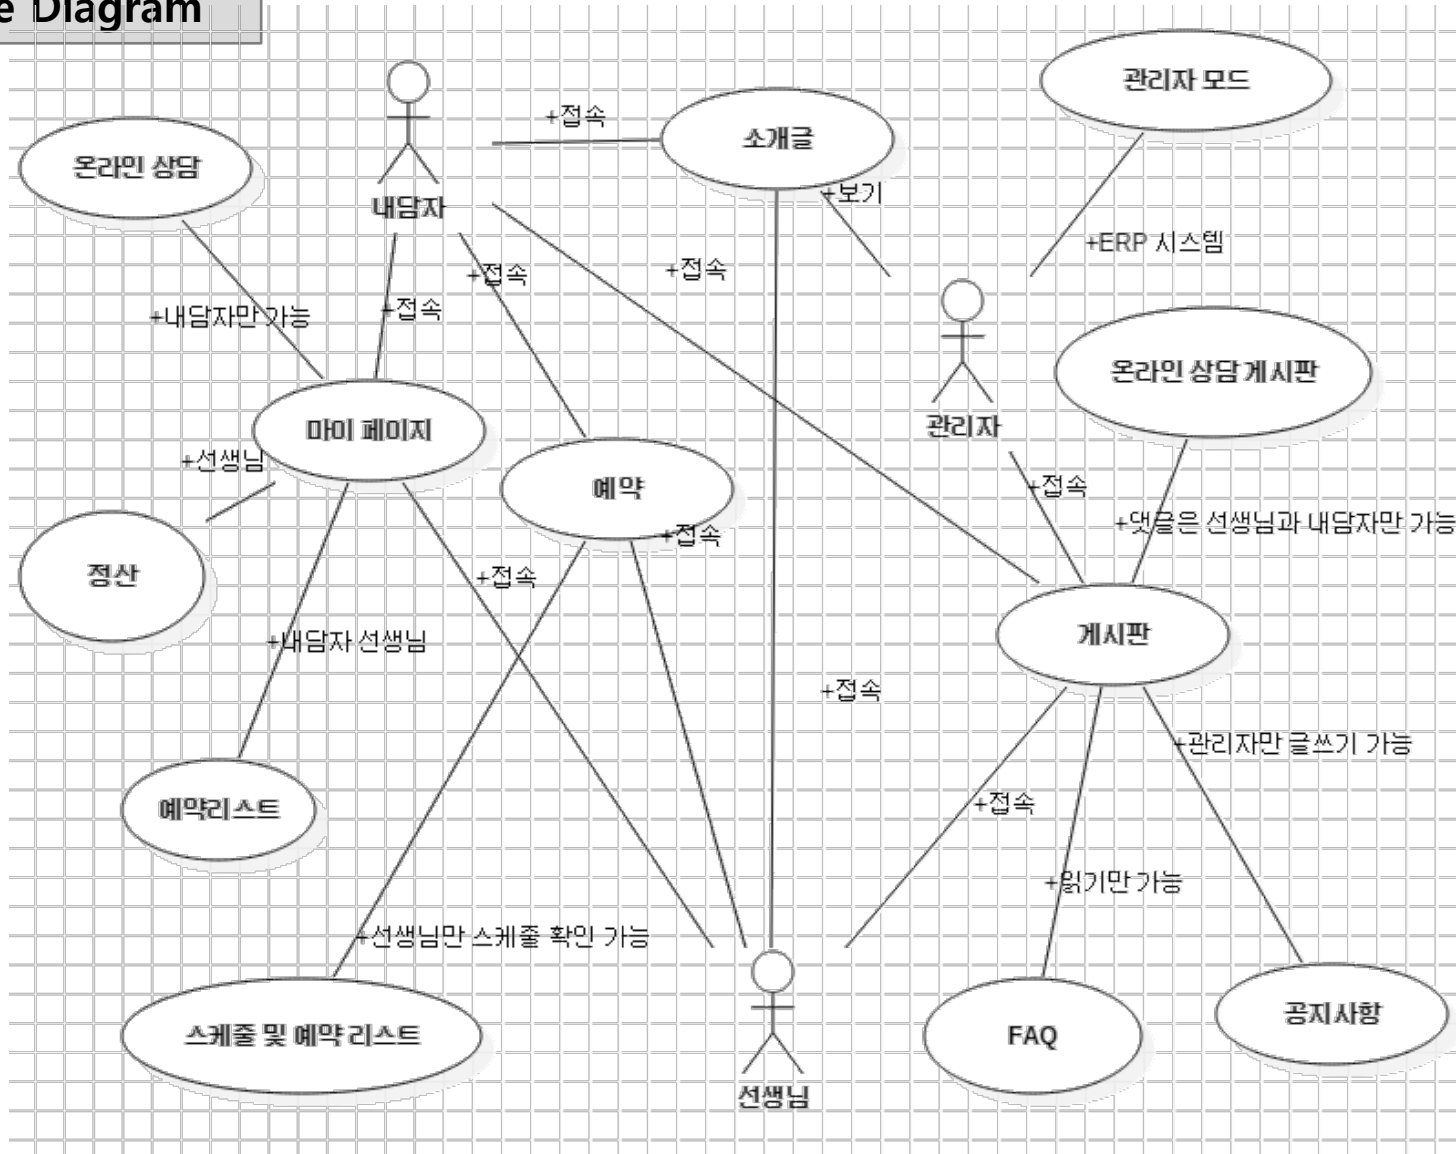 e Diagram
관리자 모드
+접속
소개글
온라인 상담
+보기
내담자
+ERP 시스템
+접속
+접속
+접속
+내담자만 가능
온라인 상담 게시판
관리자
마이 페이지
+선생님
+접속
예약
+댓글은 선생님과 내담자만 가능
+접속
정산
+접속
게시판
+내담자 선생님
+접속
+관리자만 글쓰기 가능
+접속
예약리스트
+읽기만 가능
+선생님만 스케줄 확인 가능
공지사항
스케줄 및 예약 리스트
FAQ
선생님